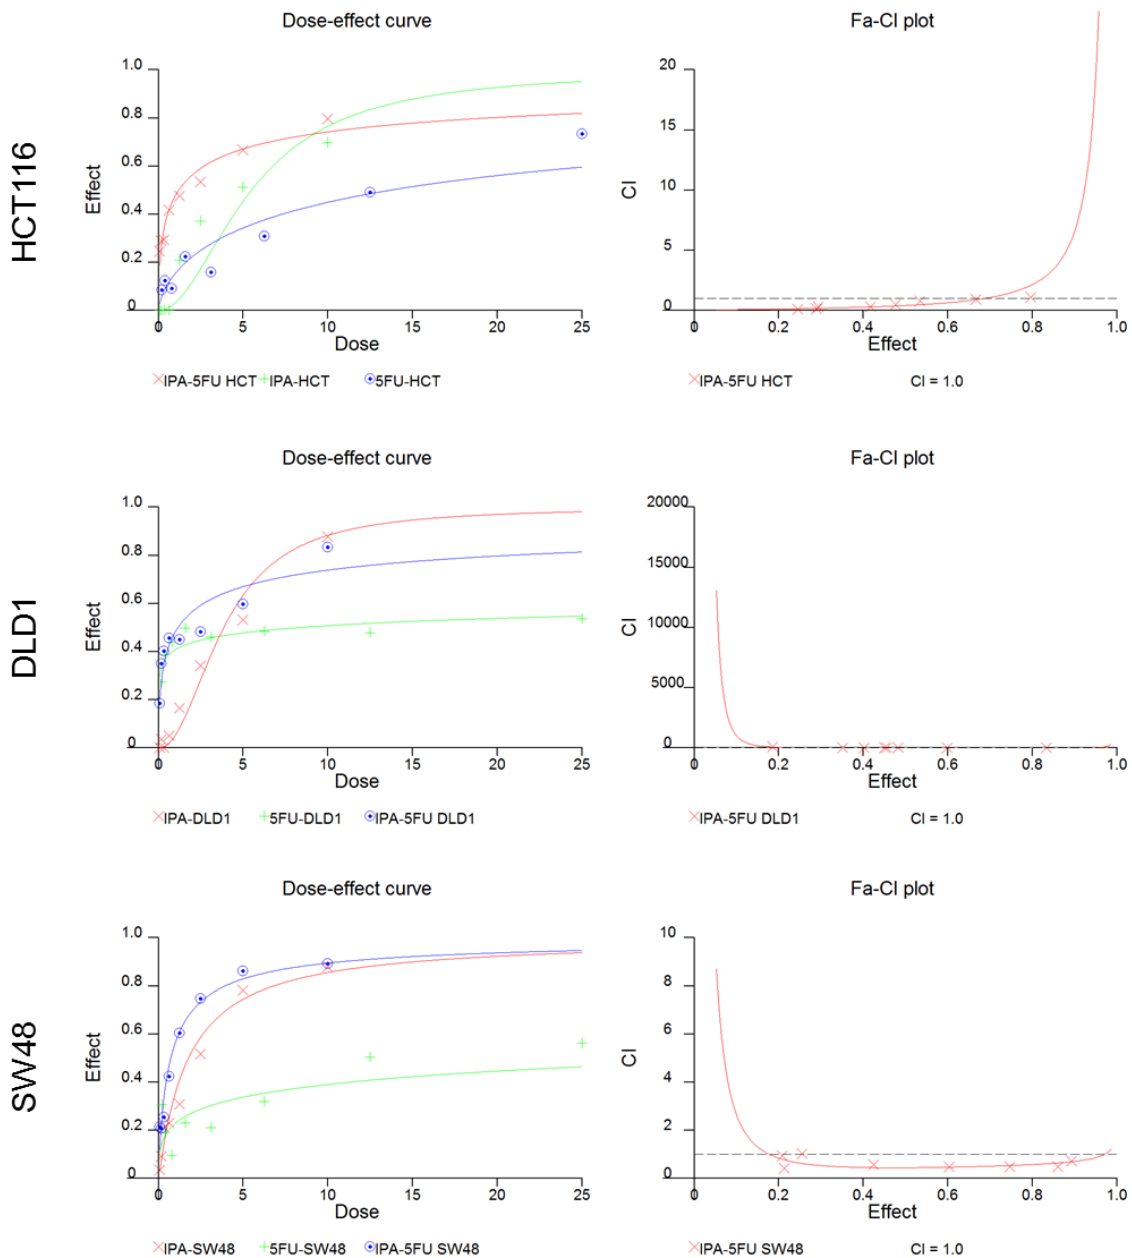 HCT116
Dose-effect curve
Effect
1.0
0.8
0.6
0.4
0.2
0
0 5 10 15 20 25
Dose
IPA-5FU HCT IPA-HCT 5FU-HCT
Fa-CI plot
CI
20
15
10
5
0
0 0.2 0.4 0.6 0.8 1.0
Effect
IPA-5FU HCT CI = 1.0
DLD1
Dose-effect curve
Effect
1.0
0.8
0.6
0.4
0.2
0
0 5 10 15 20 25
Dose
IPA-DLD1 5FU-DLD1 IPA-5FU DLD1
Fa-CI plot
CI
20000
15000
10000
5000
0
0 0.2 0.4 0.6 0.8 1.0
Effect
IPA-5FU DLD1 CI = 1.0
SW48
Dose-effect curve
Effect
1.0
0.8
0.6
0.4
0.2
0
0 5 10 15 20 25
Dose
IPA-SW48 5FU-SW48 IPA-5FU SW48
Fa-CI plot
CI
10
8
6
4
2
0
0 0.2 0.4 0.6 0.8 1.0
Effect
IPA-5FU SW48 CI = 1.0